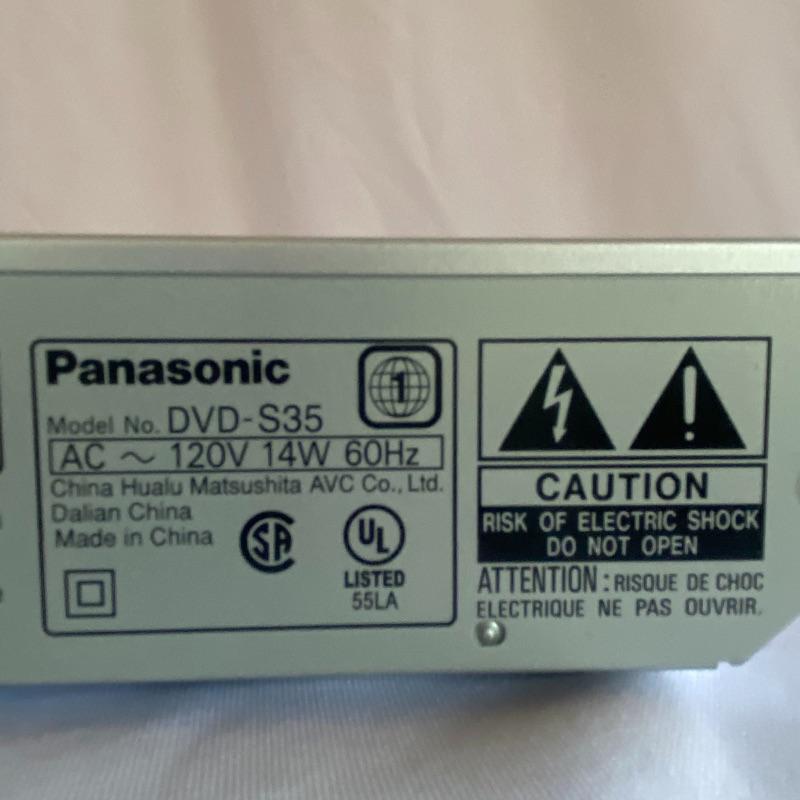 Panasonic
1
Model No. DVD-S35
AC ~ 120V 14W 60Hz
China Hualu Matsushita AVC Co., Ltd.
Dalian China
Made in China
SA
UL
LISTED
55LA
CAUTION
RISK OF ELECTRIC SHOCK
DO NOT OPEN
ATTENTION : RISQUE DE CHOC
ELECTRIQUE NE PAS OUVRIR.